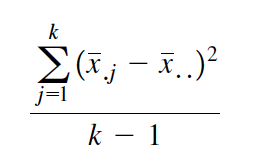 k
∑(x̄.j − x̄..)²
j=1
k − 1